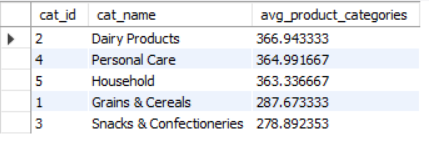 cat_id cat_name avg_product_categories
2 Dairy Products 366.943333
4 Personal Care 364.991667
5 Household 363.336667
1 Grains & Cereals 287.673333
3 Snacks & Confectioneries 278.892353